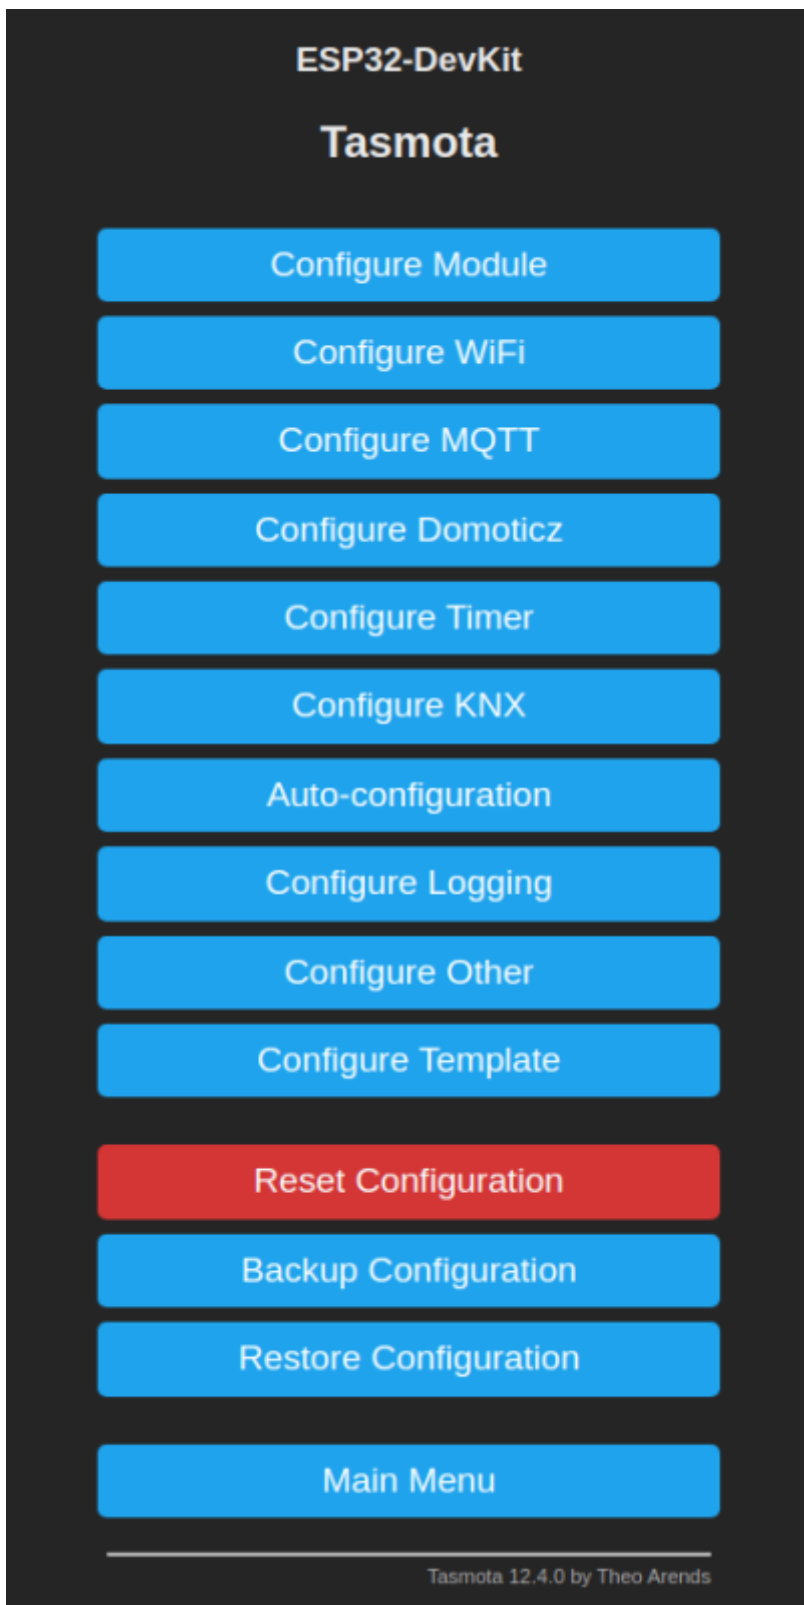 ESP32-DevKit
Tasmota
Configure Module
Configure WiFi
Configure MQTT
Configure Domoticz
Configure Timer
Configure KNX
Auto-configuration
Configure Logging
Configure Other
Configure Template
Reset Configuration
Backup Configuration
Restore Configuration
Main Menu
Tasmota 12.4.0 by Theo Arends